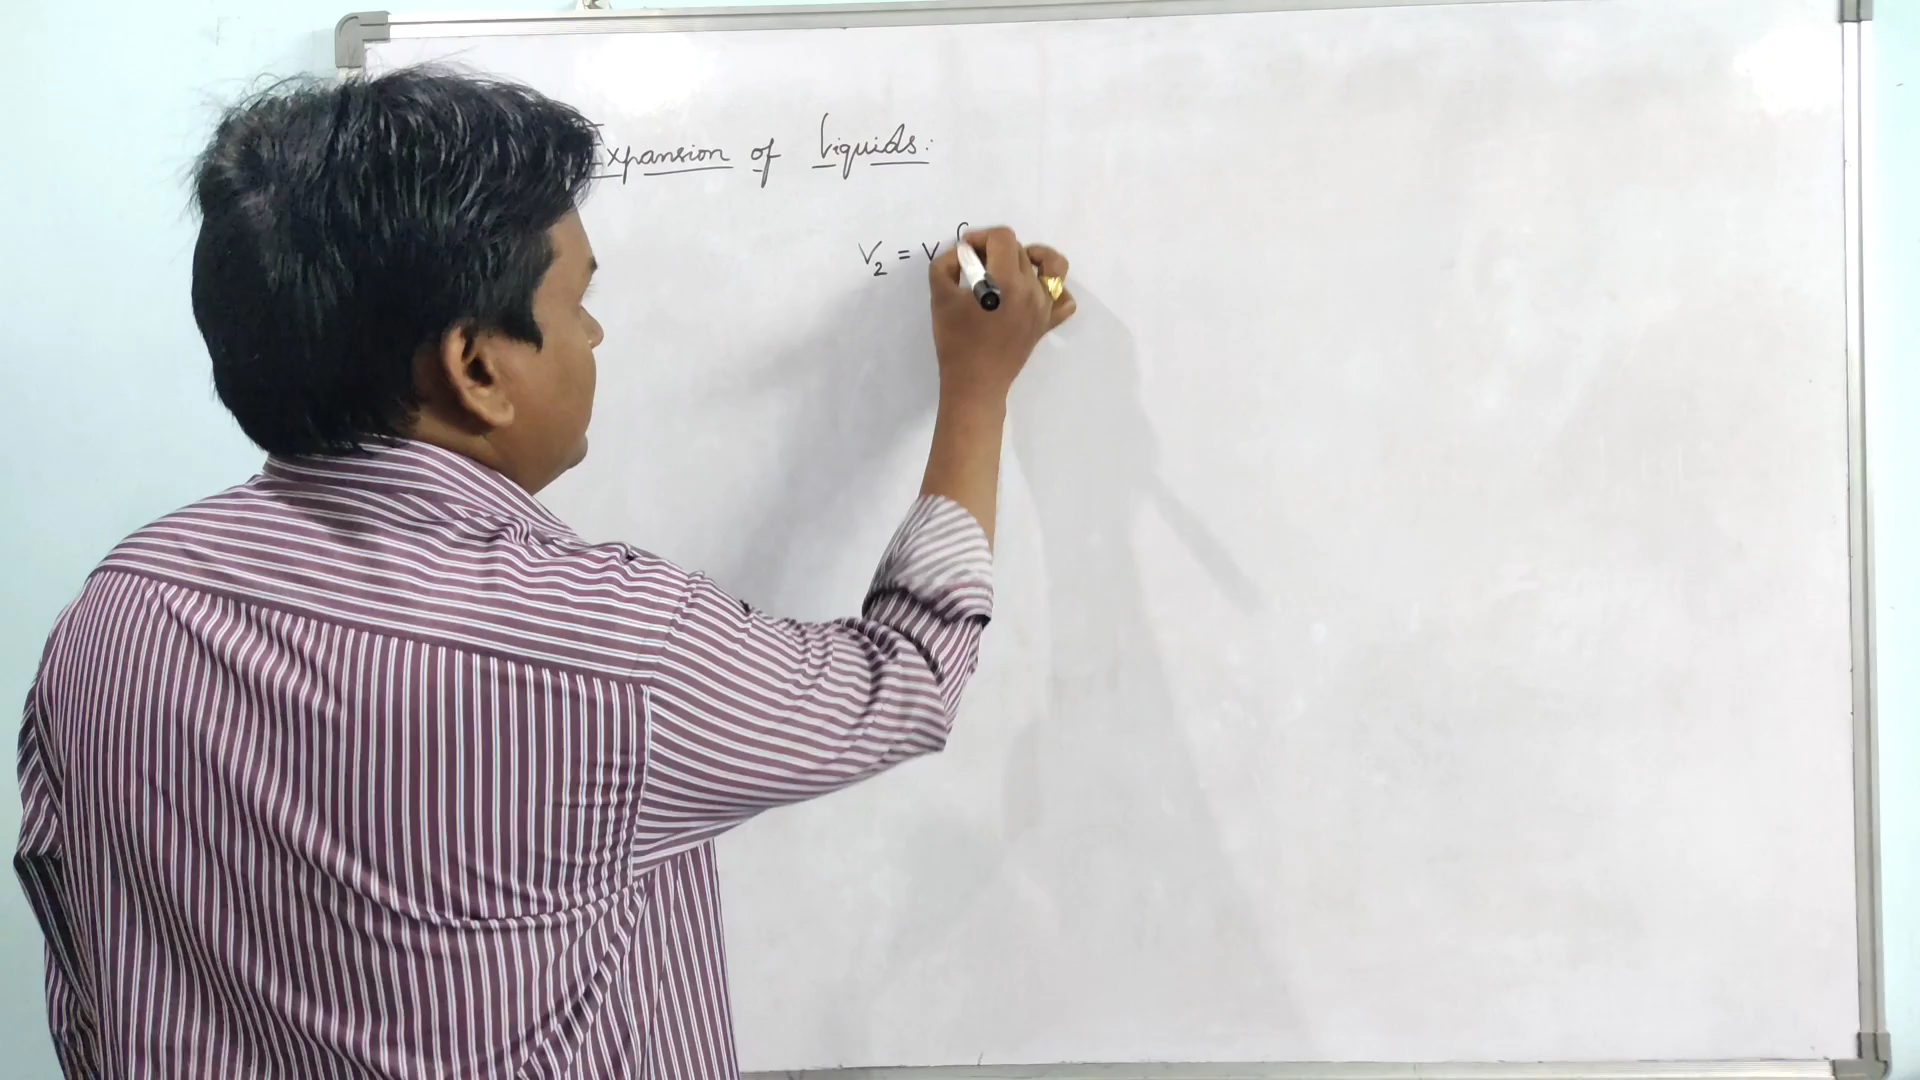 Expansion of Liquids:
V₂ = V